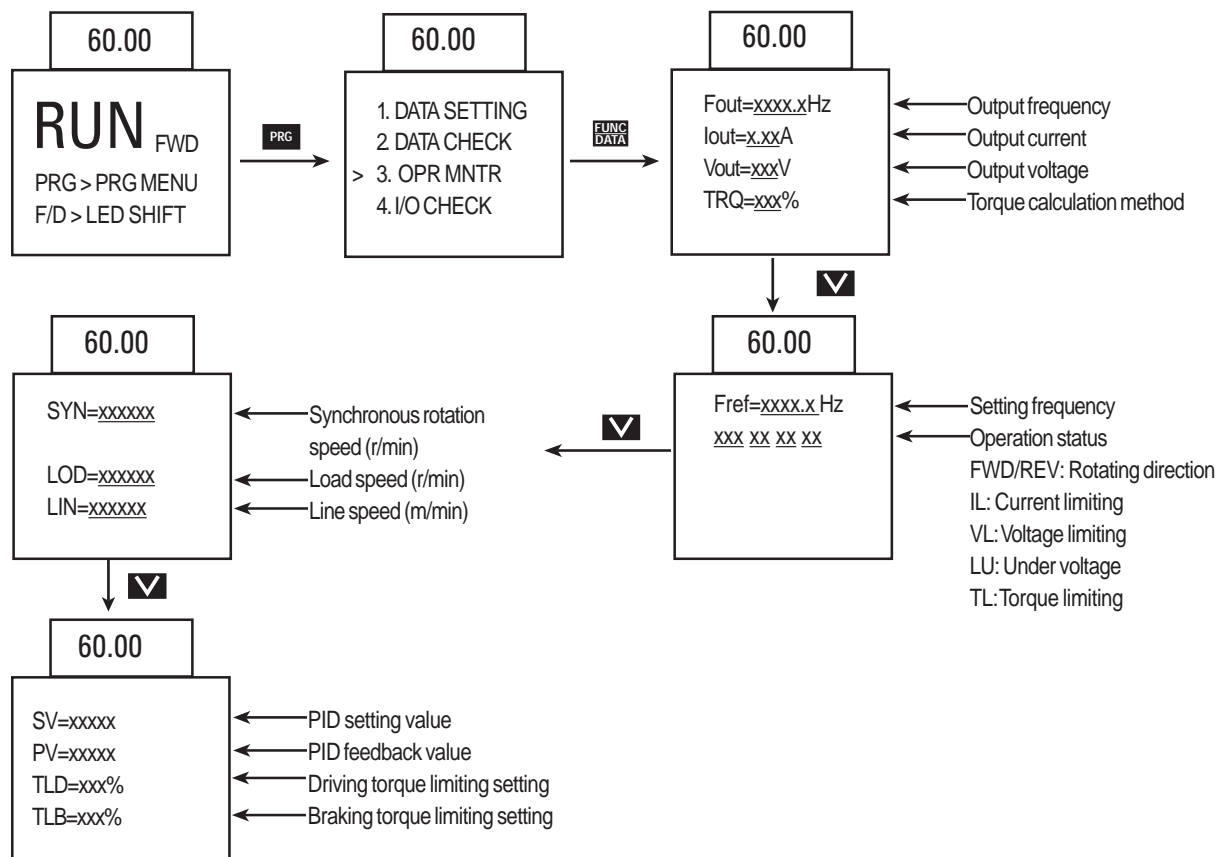 60.00
RUN FWD
PRG > PRG MENU
F/D > LED SHIFT
PRG
60.00
1. DATA SETTING
2. DATA CHECK
> 3. OPR MNTR
4. I/O CHECK
FUNC
DATA
60.00
Fout=xxxx.xHz
Iout=x.xxA
Vout=xxxV
TRQ=xxx%
Output frequency
Output current
Output voltage
Torque calculation method
60.00
Fref=xxxx.x Hz
xxx xx xx xx
Setting frequency
Operation status
FWD/REV: Rotating direction
IL: Current limiting
VL: Voltage limiting
LU: Under voltage
TL: Torque limiting
60.00
SYN=xxxxxx
LOD=xxxxxx
LIN=xxxxxx
Synchronous rotation
speed (r/min)
Load speed (r/min)
Line speed (m/min)
60.00
SV=xxxxx
PV=xxxxx
TLD=xxx%
TLB=xxx%
PID setting value
PID feedback value
Driving torque limiting setting
Braking torque limiting setting